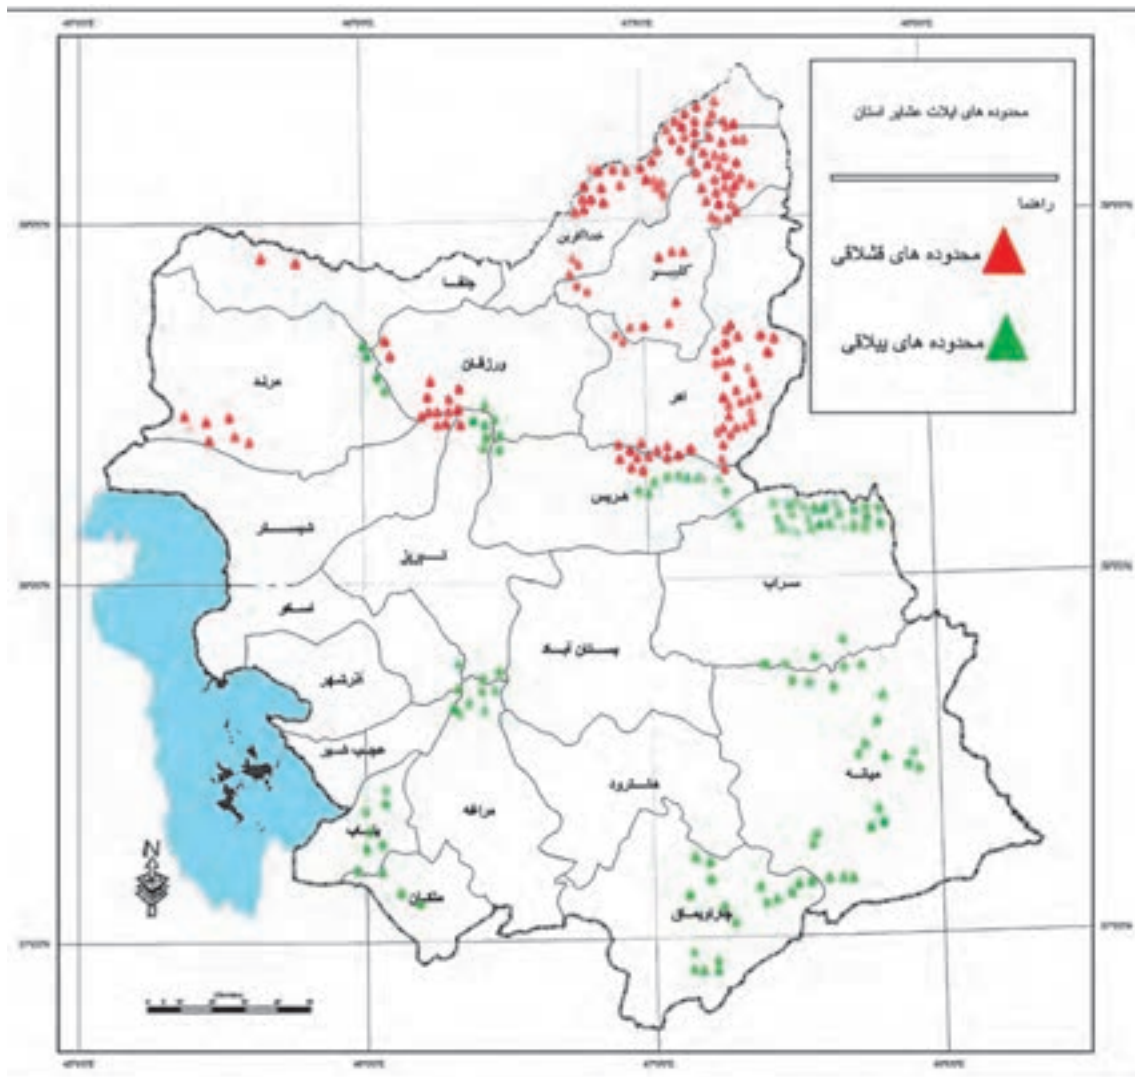 محدوده های ایلات عشایر استان
راهنما
محدوده های قشلاقی
محدوده های ییلاقی
خداآفرین
کلیبر
جلفا
ورزقان
مرند
اهر
هریس
شبستر
تبریز
سراب
اسکو
بستان آباد
آذرشهر
عجب شیر
میانه
هشترود
مراغه
بناب
ملکان
چاراویماق
N